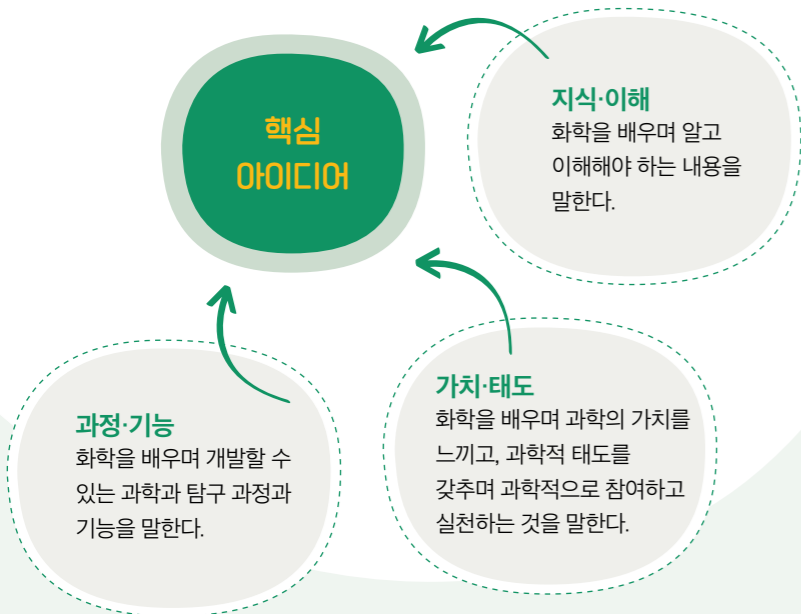 핵심
아이디어
지식·이해
화학을 배우며 알고
이해해야 하는 내용을
말한다.
과정·기능
화학을 배우며 개발할 수
있는 과학과 탐구 과정과
기능을 말한다.
가치·태도
화학을 배우며 과학의 가치를
느끼고, 과학적 태도를
갖추며 과학적으로 참여하고
실천하는 것을 말한다.